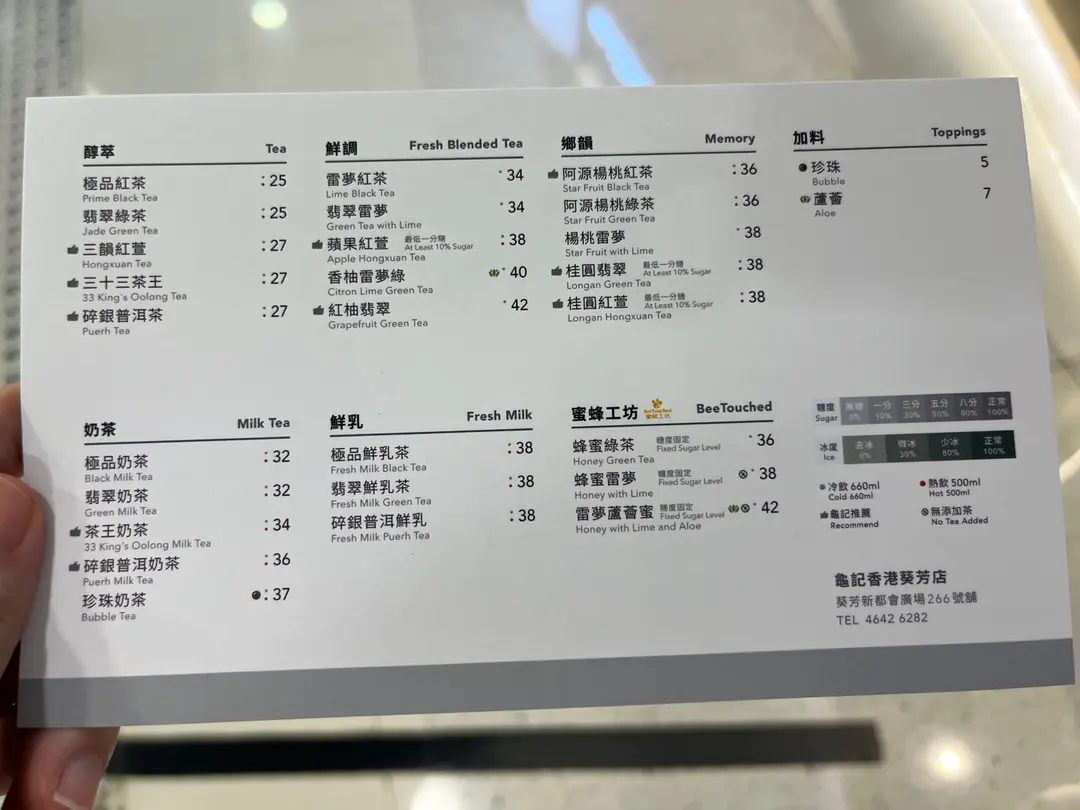 醇萃 Tea
極品紅茶 :25
Prime Black Tea
翡翠綠茶 :25
Jade Green Tea
三韻紅萱 :27
Hongxuan Tea
三十三茶王 :27
33 King's Oolong Tea
碎銀普洱茶 :27
Puerh Tea
鮮調 Fresh Blended Tea
雷夢紅茶 34
Lime Black Tea
翡翠雷夢 34
Green Tea with Lime
蘋果紅萱 最低一分糖 :38
At Least 10% Sugar
Apple Hongxuan Tea
香柚雷夢綠 40
Citron Lime Green Tea
紅柚翡翠 42
Grapefruit Green Tea
鄉韻 Memory
阿源楊桃紅茶 :36
Star Fruit Black Tea
阿源楊桃綠茶 :36
Star Fruit Green Tea
楊桃雷夢 38
Star Fruit with Lime
桂圓翡翠 最低一分糖 :38
At Least 10% Sugar
Longan Green Tea
桂圓紅萱 最低一分糖 :38
At Least 10% Sugar
Longan Hongxuan Tea
加料 Toppings
珍珠 5
Bubble
蘆薈 7
Aloe
奶茶 Milk Tea
極品奶茶 :32
Black Milk Tea
翡翠奶茶 :32
Green Milk Tea
茶王奶茶 :34
33 King's Oolong Milk Tea
碎銀普洱奶茶 :36
Puerh Milk Tea
珍珠奶茶 :37
Bubble Tea
鮮乳 Fresh Milk
極品鮮乳茶 :38
Fresh Milk Black Tea
翡翠鮮乳茶 :38
Fresh Milk Green Tea
碎銀普洱鮮乳 :38
Fresh Milk Puerh Tea
蜜蜂工坊 BeeTouched 蜜蜂工坊 BeeTouched
蜂蜜綠茶 糖度固定 36
Fixed Sugar Level
Honey Green Tea
蜂蜜雷夢 糖度固定 38
Fixed Sugar Level
Honey with Lime
雷夢蘆薈蜜 糖度固定 42
Fixed Sugar Level
Honey with Lime and Aloe
糖度 無糖 一分 三分 五分 八分 正常
Sugar 0% 10% 30% 50% 80% 100%
冰度 去冰 微冰 少冰 正常
Ice 0% 30% 80% 100%
冷飲 660ml 熱飲 500ml
Cold 660ml Hot 500ml
龜記推薦 無添加茶
Recommend No Tea Added
龜記香港葵芳店
葵芳新都會廣場266號舖
TEL 4642 6282